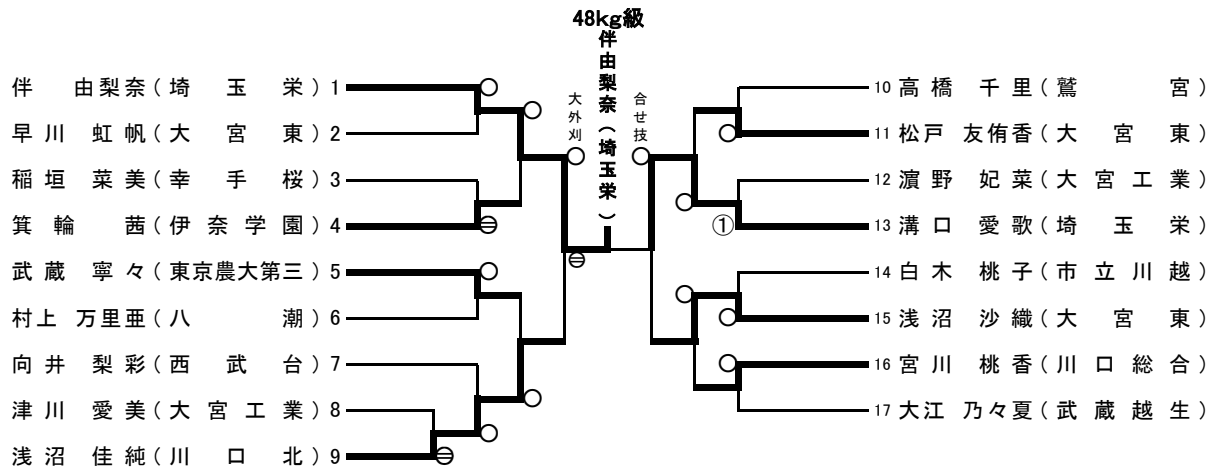 48kg級
伴由梨奈（埼玉栄）
大外刈
合せ技
伴 由梨奈（埼玉栄）1
早川 虹帆（大宮東）2
稲垣 菜美（幸手桜）3
箕輪 茜（伊奈学園）4
武蔵 寧々（東京農大第三）5
村上 万里亜（八潮）6
向井 梨彩（西武台）7
津川 愛美（大宮工業）8
浅沼 佳純（川口北）9
10 高橋 千里（鷲宮）
11 松戸 友侑香（大宮東）
12 濵野 妃菜（大宮工業）
①
13 溝口 愛歌（埼玉栄）
14 白木 桃子（市立川越）
15 浅沼 沙織（大宮東）
16 宮川 桃香（川口総合）
17 大江 乃々夏（武蔵越生）